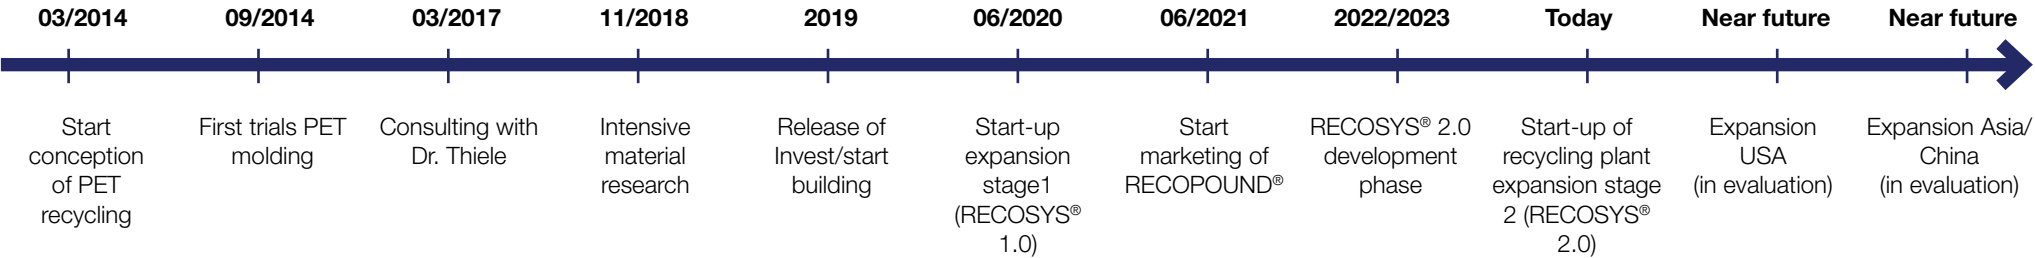 03/2014
09/2014
03/2017
11/2018
2019
06/2020
06/2021
2022/2023
Today
Near future
Near future
Start
conception
of PET
recycling
First trials PET
molding
Consulting with
Dr. Thiele
Intensive
material
research
Release of
Invest/start
building
Start-up
expansion
stage1
(RECOSYS®
1.0)
Start
marketing of
RECOPOUND®
RECOSYS® 2.0
development
phase
Start-up of
recycling plant
expansion stage
2 (RECOSYS®
2.0)
Expansion
USA
(in evaluation)
Expansion Asia/
China
(in evaluation)